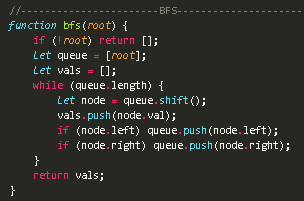 //-----------------------BFS--------------------
function bfs(root) {
    if (!root) return [];
    let queue = [root];
    let vals = [];
    while (queue.length) {
        let node = queue.shift();
        vals.push(node.val);
        if (node.left) queue.push(node.left);
        if (node.right) queue.push(node.right);
    }
    return vals;
}